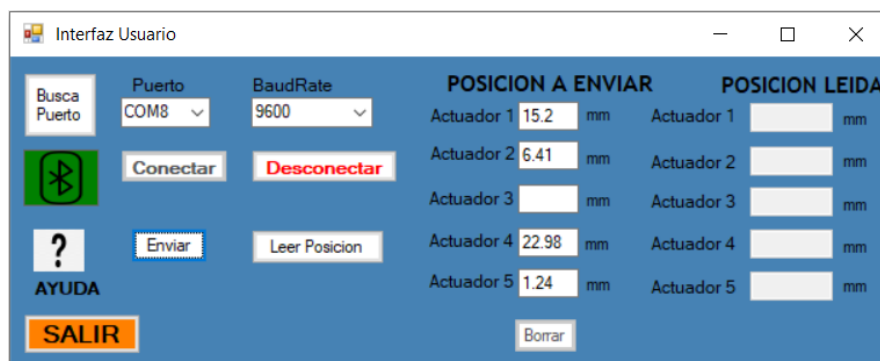 Interfaz Usuario
Busca
Puerto
Puerto
COM8
BaudRate
9600
Conectar
Desconectar
?
AYUDA
Enviar
Leer Posicion
SALIR
POSICION A ENVIAR
Actuador 1 15.2 mm
Actuador 2 6.41 mm
Actuador 3 mm
Actuador 4 22.98 mm
Actuador 5 1.24 mm
Borrar
POSICION LEIDA
Actuador 1 mm
Actuador 2 mm
Actuador 3 mm
Actuador 4 mm
Actuador 5 mm